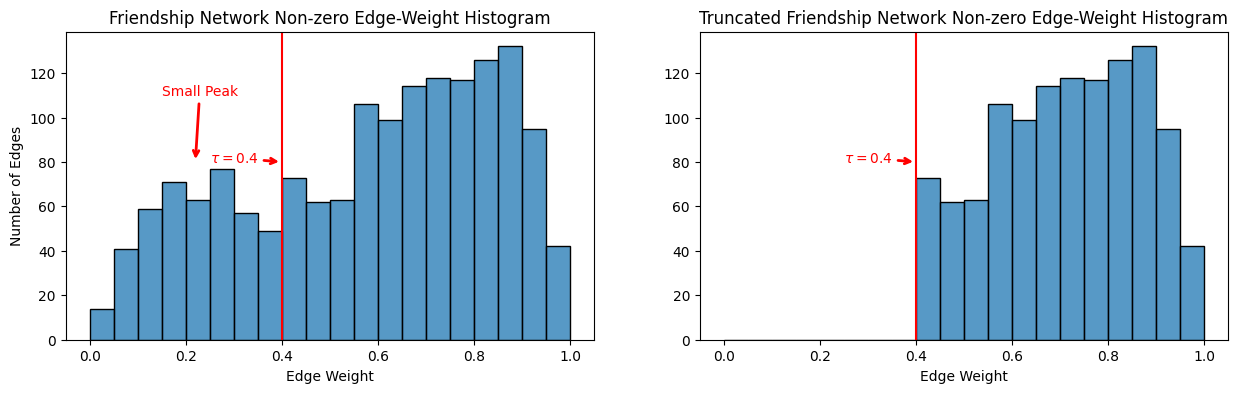 Friendship Network Non-zero Edge-Weight Histogram
Number of Edges
120
100
80
60
40
20
0
Small Peak
τ = 0.4
0.0 0.2 0.4 0.6 0.8 1.0
Edge Weight
Truncated Friendship Network Non-zero Edge-Weight Histogram
120
100
80
60
40
20
0
τ = 0.4
0.0 0.2 0.4 0.6 0.8 1.0
Edge Weight